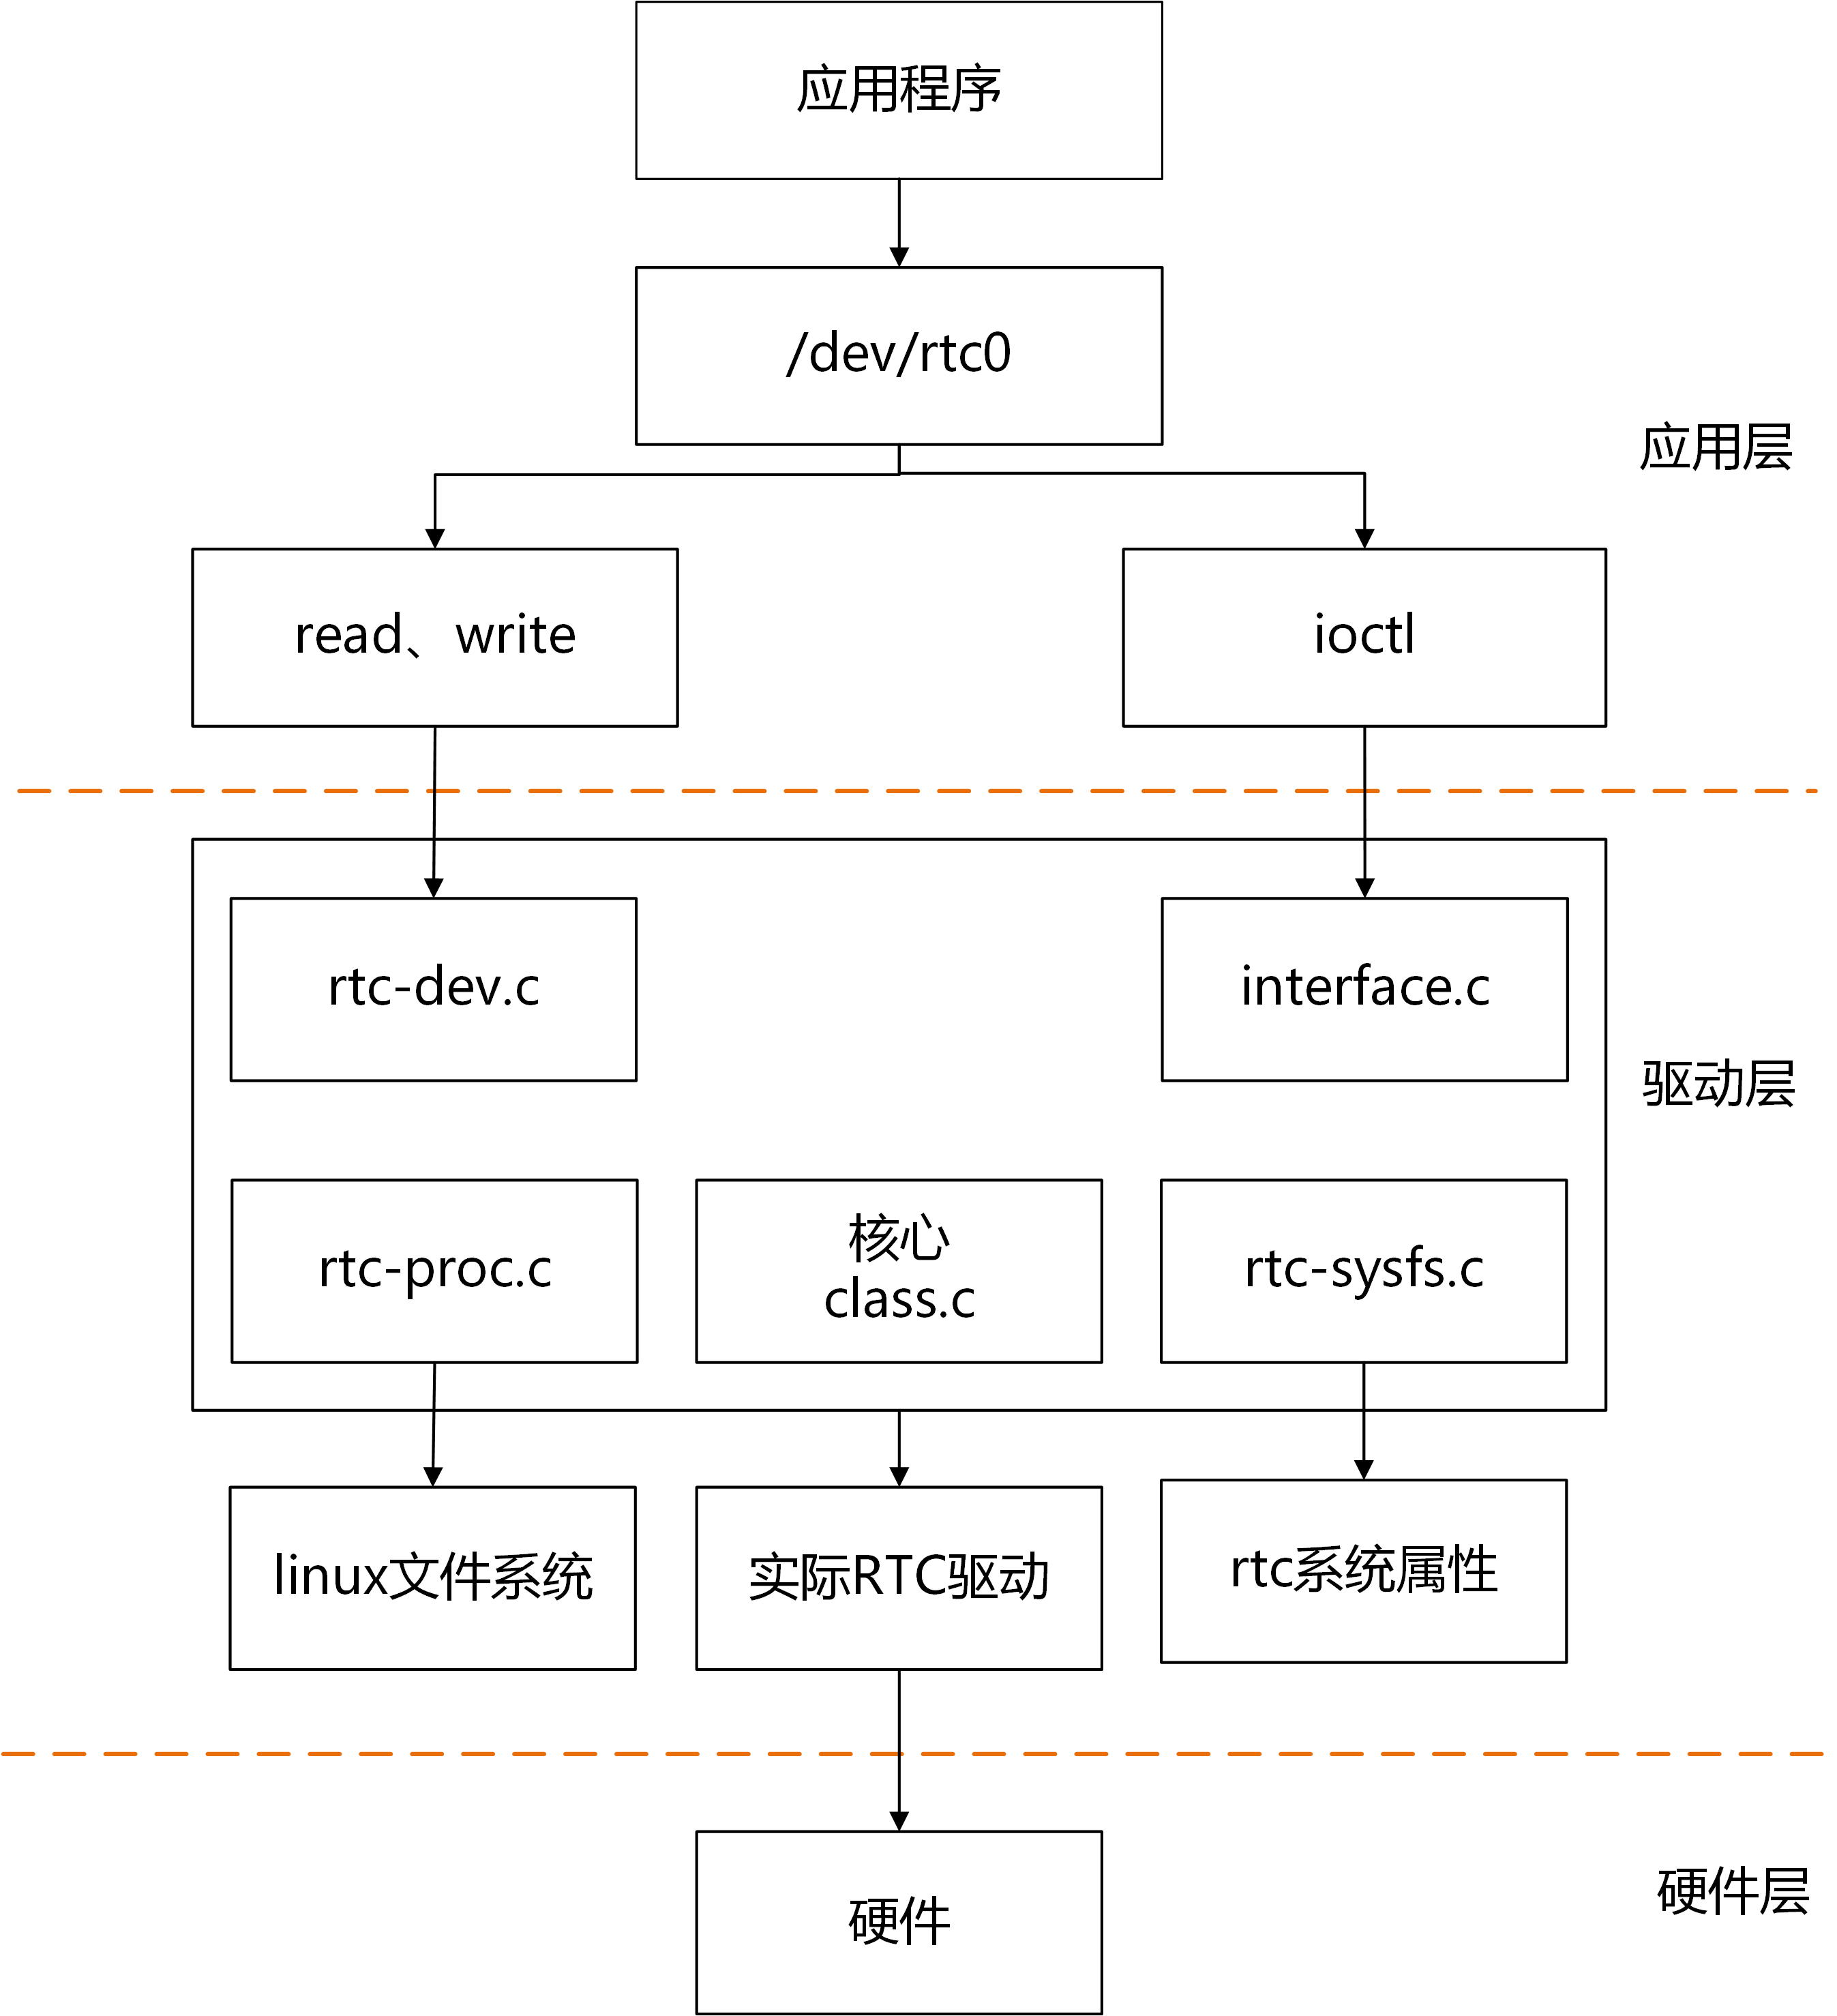 应用程序
/dev/rtc0
应用层
read、write
ioctl
rtc-dev.c
interface.c
驱动层
rtc-proc.c
核心
class.c
rtc-sysfs.c
linux文件系统
实际RTC驱动
rtc系统属性
硬件
硬件层